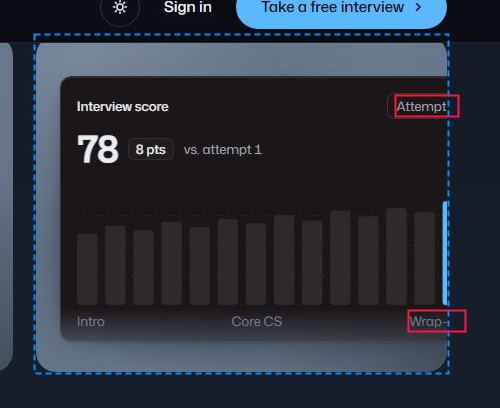 Sign in
Take a free interview
Interview score
Attempt
78
8 pts
vs. attempt 1
Intro
Core CS
Wrap-